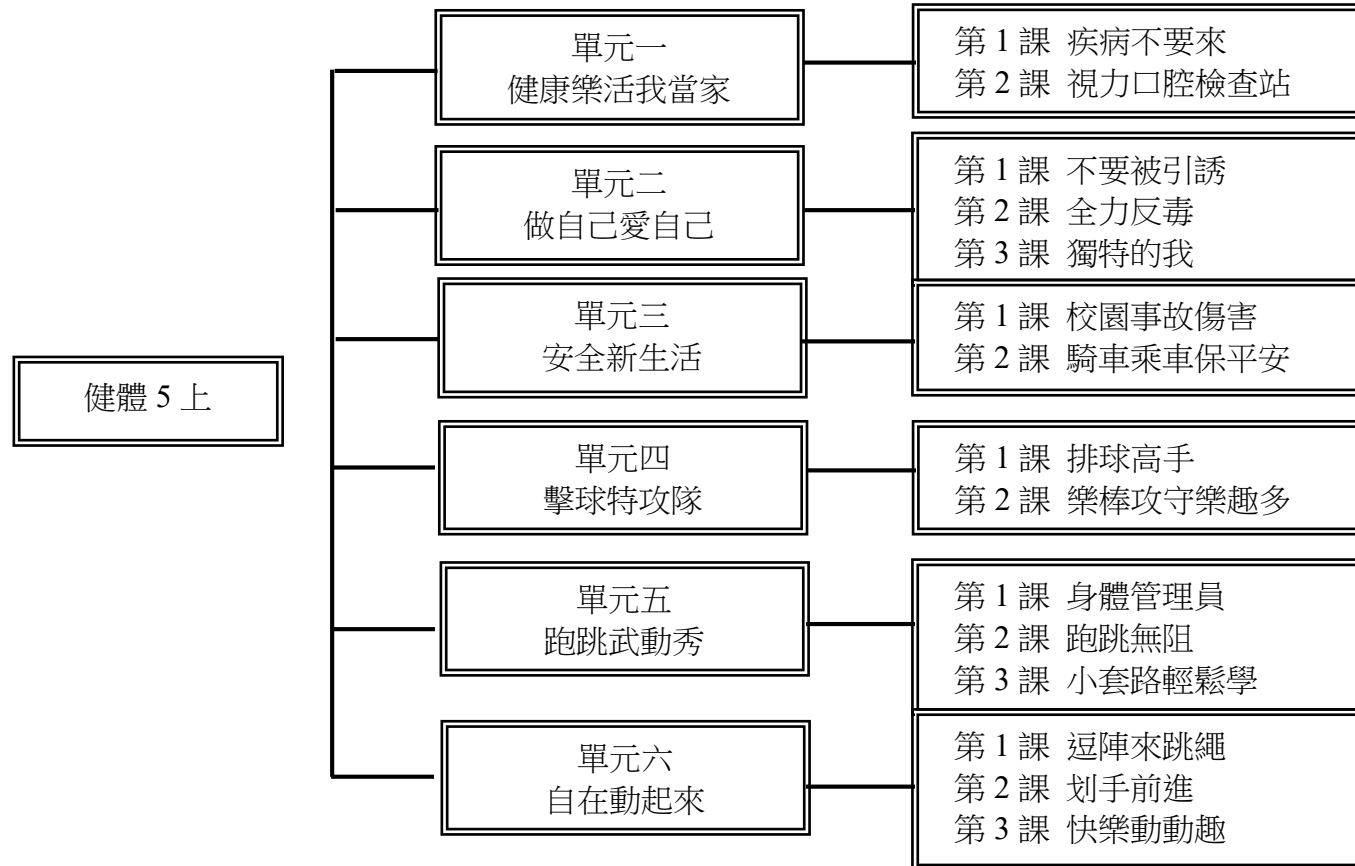 單元一
健康樂活我當家
第 1 課 疾病不要來
第 2 課 視力口腔檢查站
單元二
做自己愛自己
第 1 課 不要被引誘
第 2 課 全力反毒
第 3 課 獨特的我
單元三
安全新生活
第 1 課 校園事故傷害
第 2 課 騎車乘車保平安
健體 5 上
單元四
擊球特攻隊
第 1 課 排球高手
第 2 課 樂棒攻守樂趣多
單元五
跑跳武動秀
第 1 課 身體管理員
第 2 課 跑跳無阻
第 3 課 小套路輕鬆學
單元六
自在動起來
第 1 課 逗陣來跳繩
第 2 課 划手前進
第 3 課 快樂動動趣